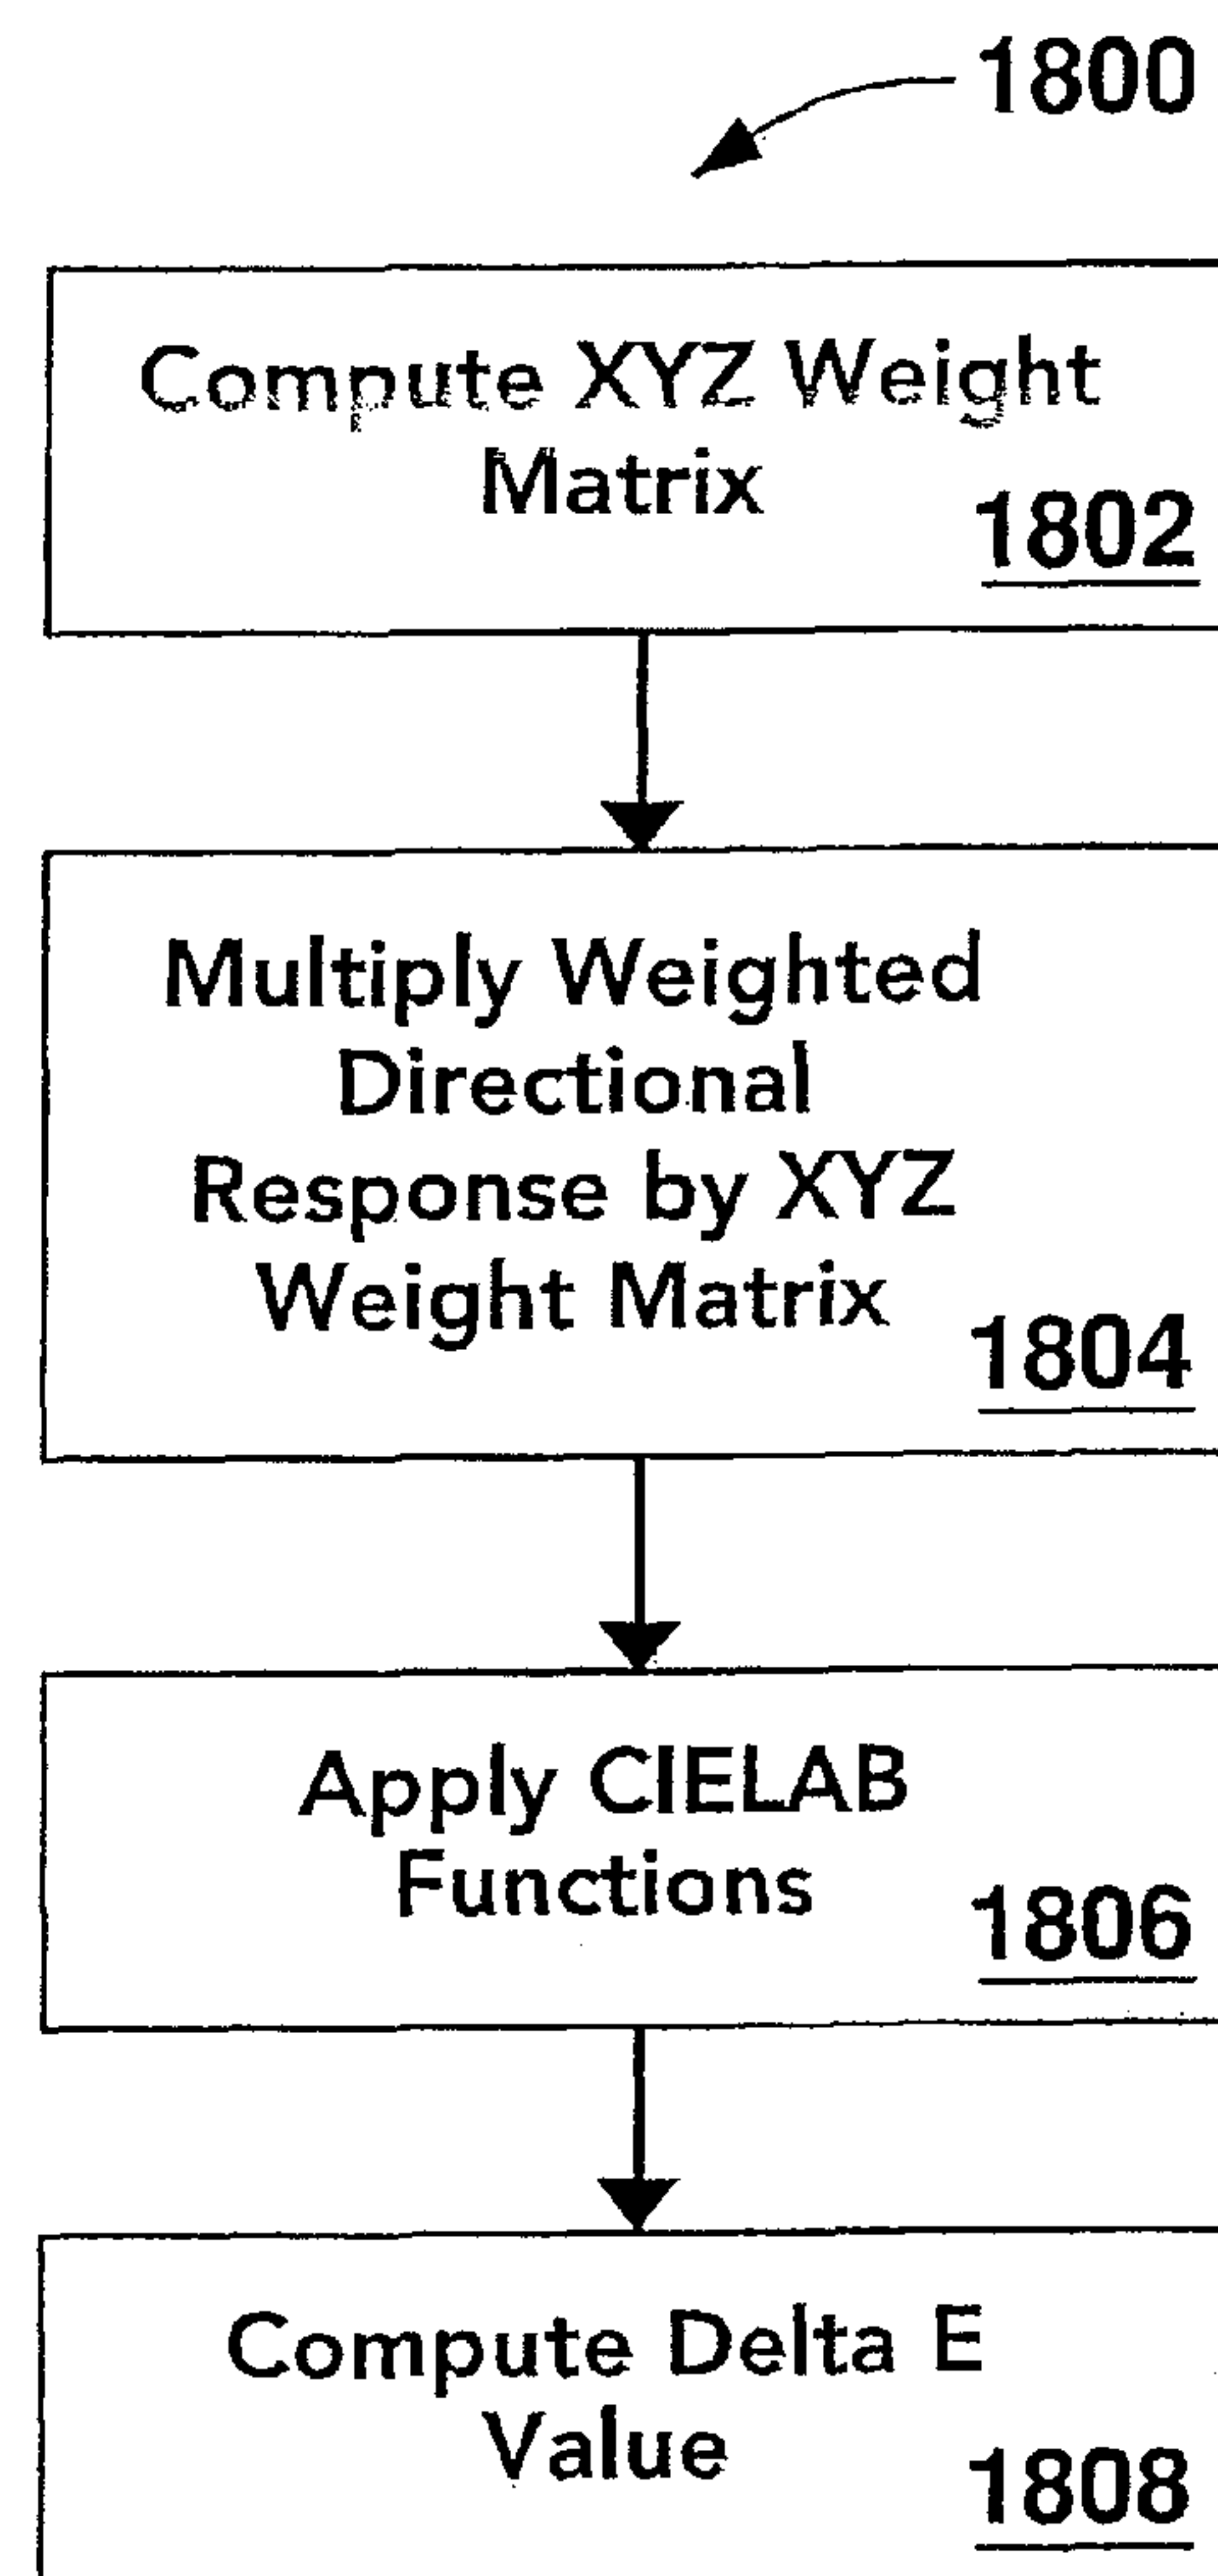 1800
Compute XYZ Weight
Matrix
1802
Multiply Weighted
Directional
Response by XYZ
Weight Matrix
1804
Apply CIELAB
Functions
1806
Compute Delta E
Value
1808